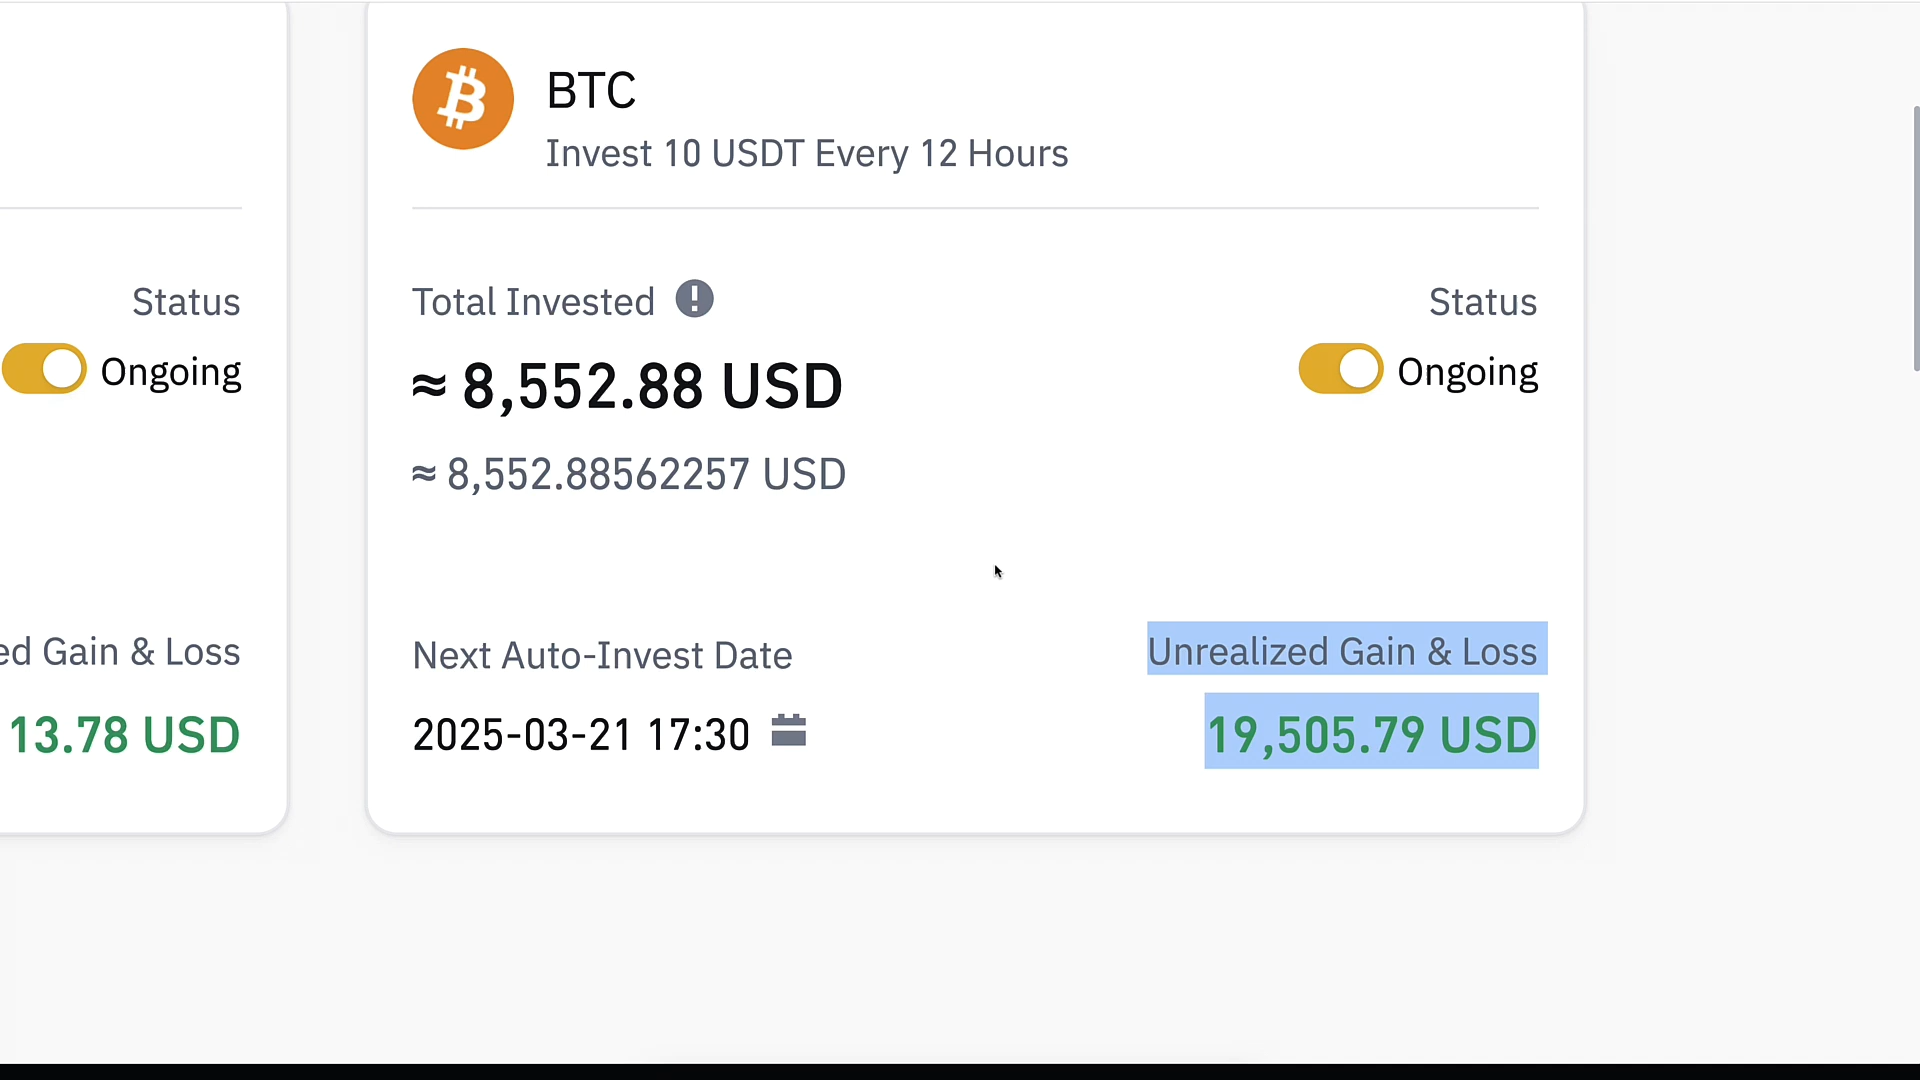 BTC
Invest 10 USDT Every 12 Hours
Status
Ongoing
ed Gain & Loss
13.78 USD
Total Invested
≈ 8,552.88 USD
≈ 8,552.88562257 USD
Status
Ongoing
Next Auto-Invest Date
2025-03-21 17:30
Unrealized Gain & Loss
19,505.79 USD